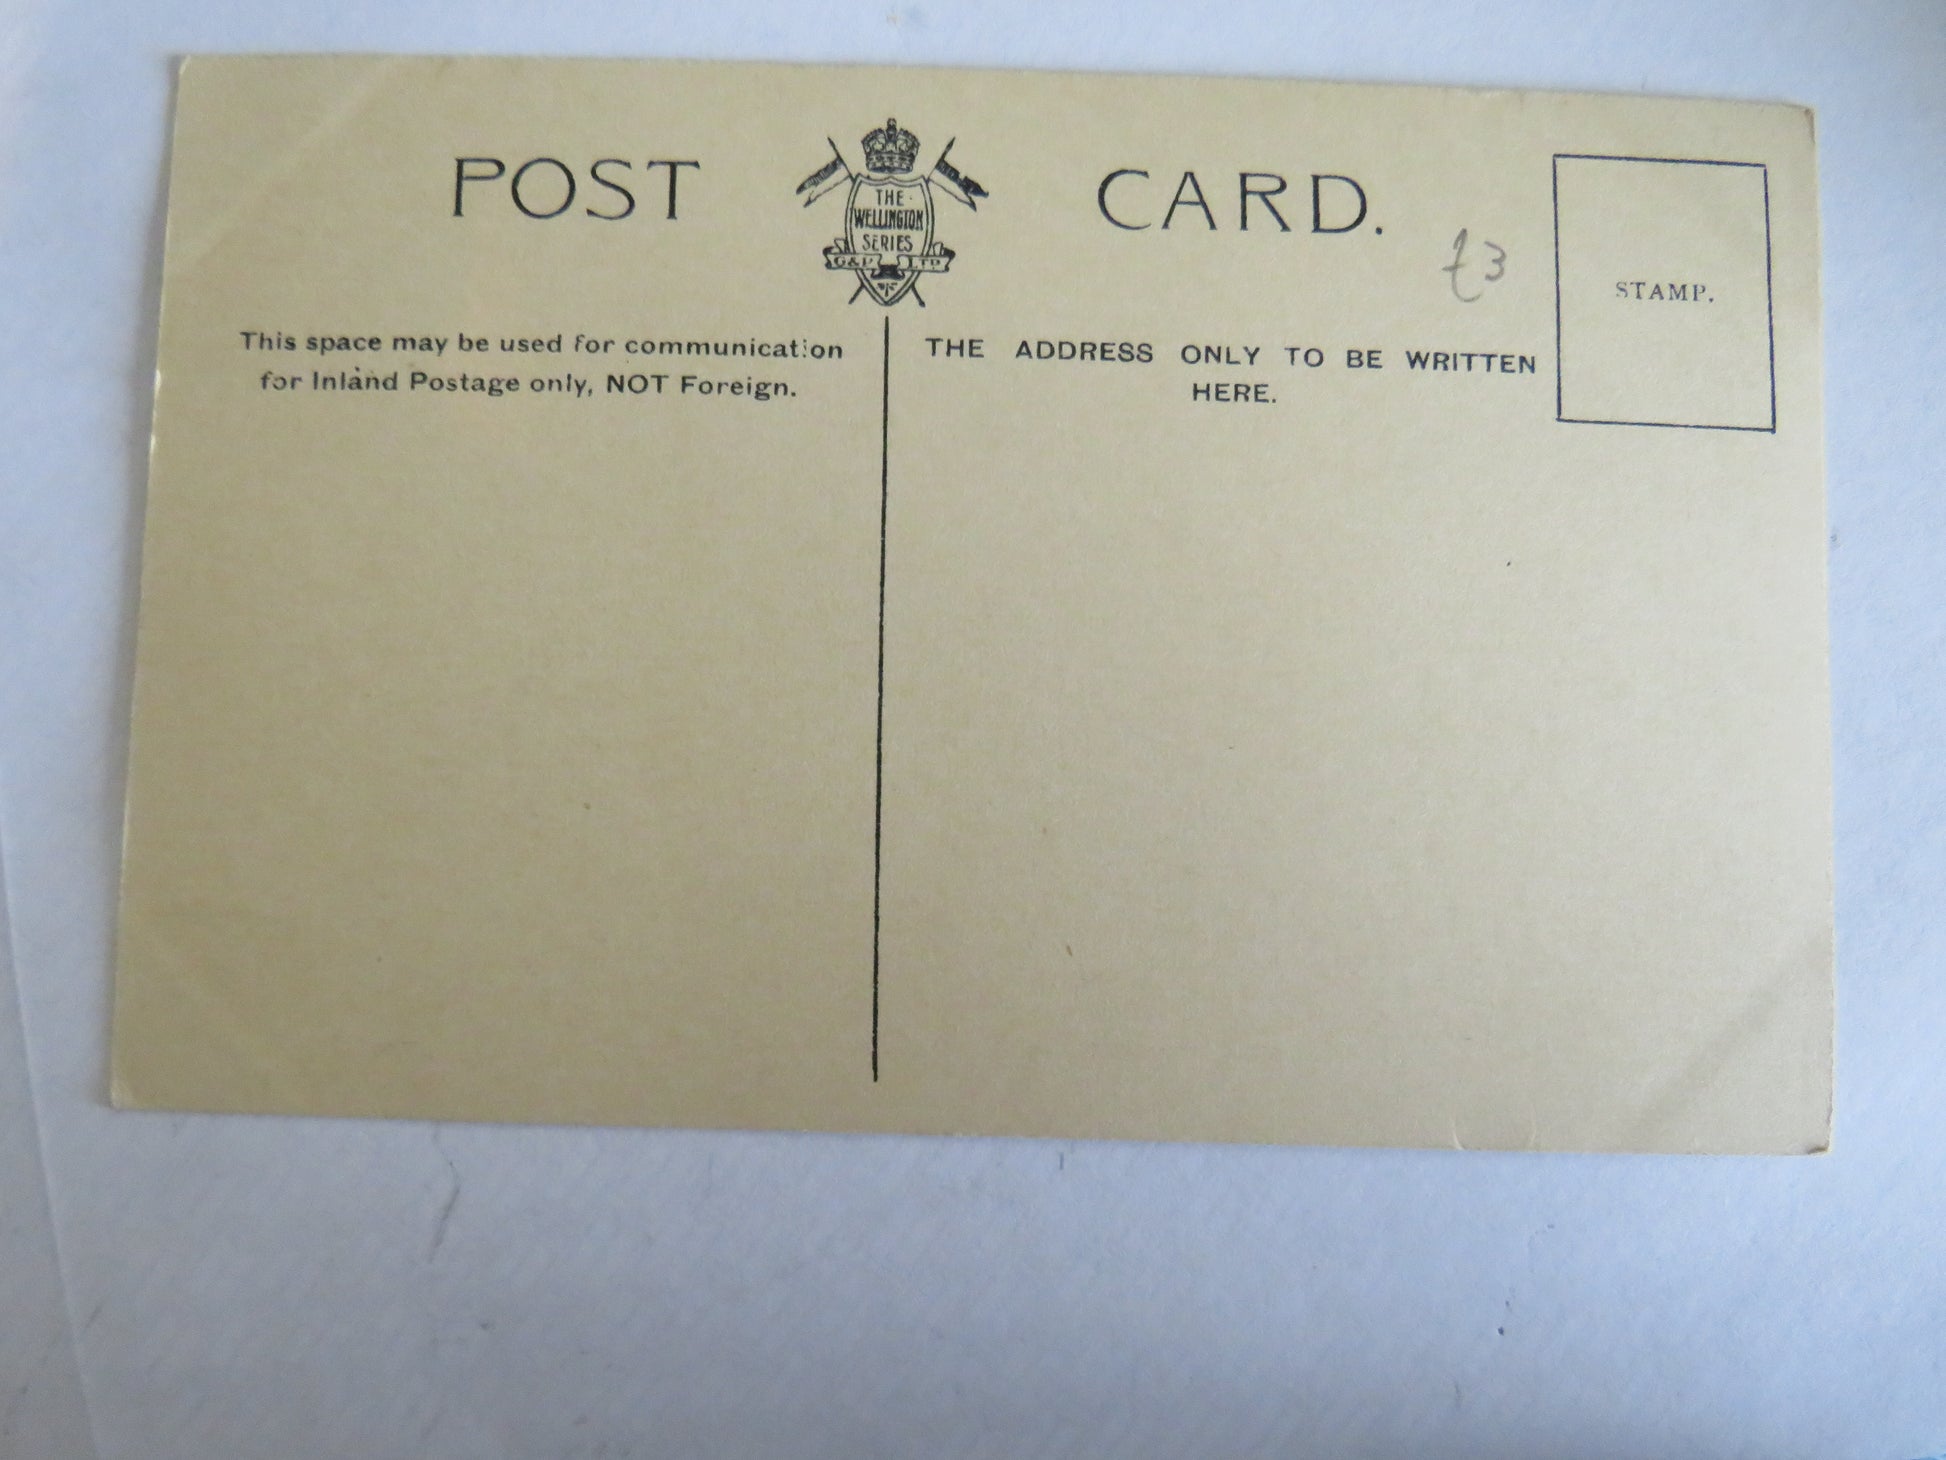 POST CARD.
THE
WELLINGTON
SERIES
G&P LTD
£3
STAMP.
This space may be used for communication
for Inland Postage only, NOT Foreign.
THE ADDRESS ONLY TO BE WRITTEN
HERE.